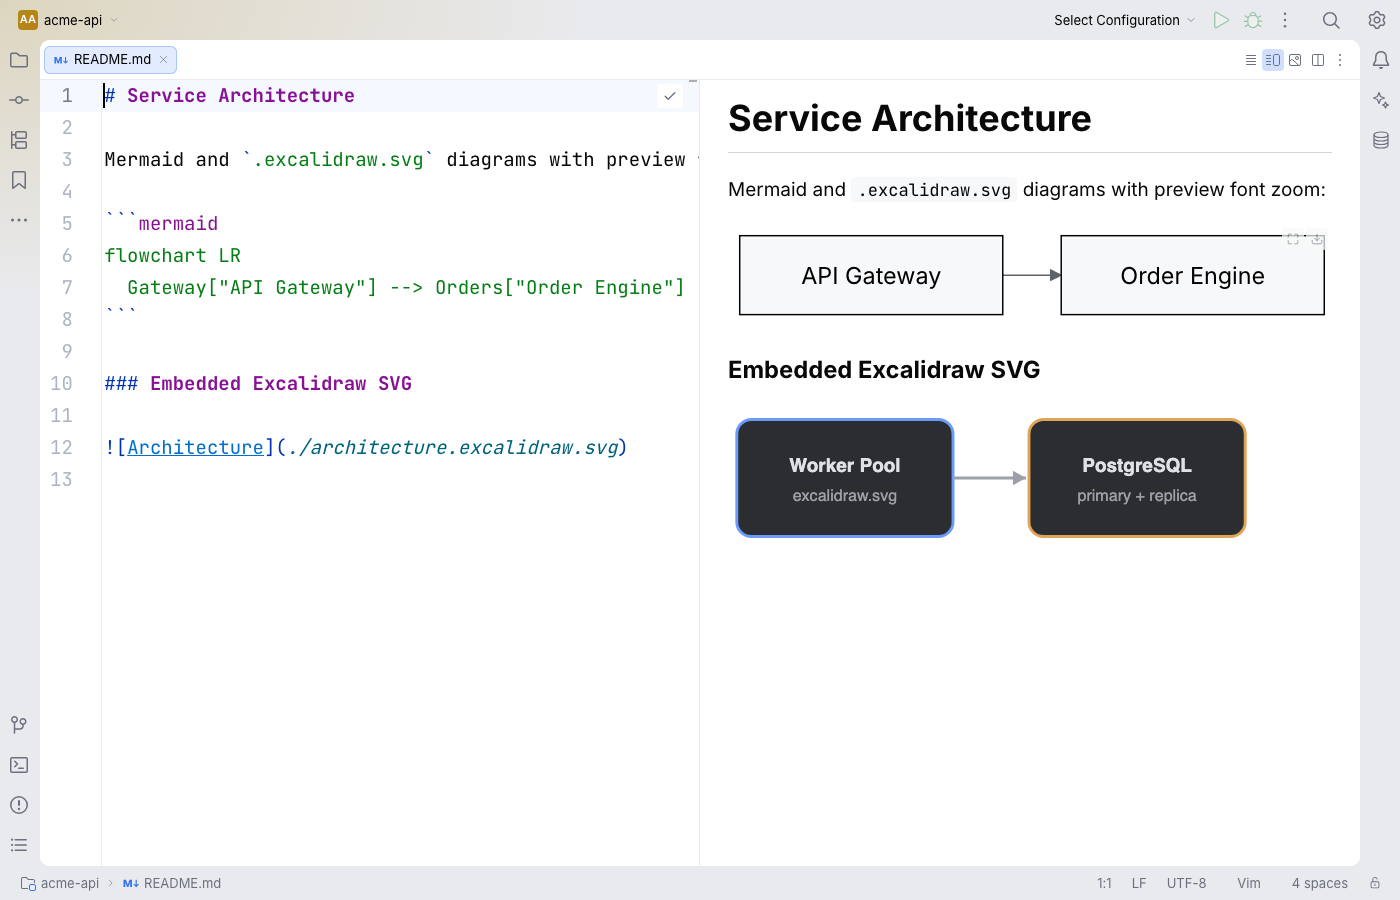 AA acme-api
Select Configuration
M↓ README.md
1 # Service Architecture
2
3 Mermaid and `.excalidraw.svg` diagrams with preview
4
5 ```mermaid
6 flowchart LR
7   Gateway["API Gateway"] --> Orders["Order Engine"]
8 ```
9
10 ### Embedded Excalidraw SVG
11
12 ![Architecture](./architecture.excalidraw.svg)
13
Service Architecture
Mermaid and .excalidraw.svg diagrams with preview font zoom:
API Gateway
Order Engine
Embedded Excalidraw SVG
Worker Pool
excalidraw.svg
PostgreSQL
primary + replica
acme-api › M↓ README.md
1:1 LF UTF-8 Vim 4 spaces